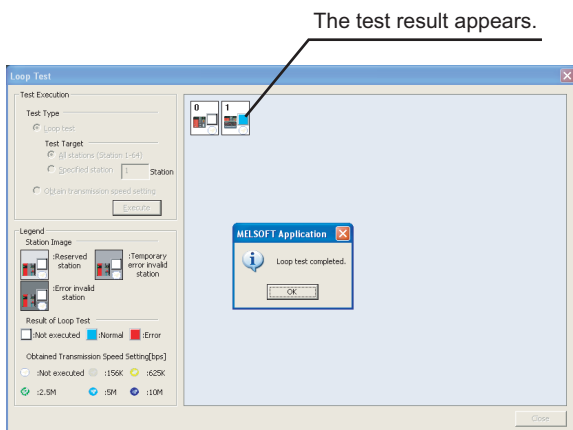 The test result appears.
Loop Test
Test Execution
Test Type
Loop test
Test Target
All stations (Station 1-64)
Specified station 1 Station
Obtain transmission speed setting
Execute
Legend
Station Image
:Reserved station
:Temporary error invalid station
:Error invalid station
Result of Loop Test
:Not executed :Normal :Error
Obtained Transmission Speed Setting[bps]
:Not executed :156K :625K
:2.5M :5M :10M
0 1
MELSOFT Application
Loop test completed.
OK
Close